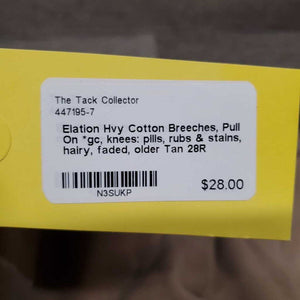 The Tack Collector
447195-7
Elation Hvy Cotton Breeches, Pull
On *gc, knees: pills, rubs & stains,
hairy, faded, older Tan 28R
N3SUKP
$28.00